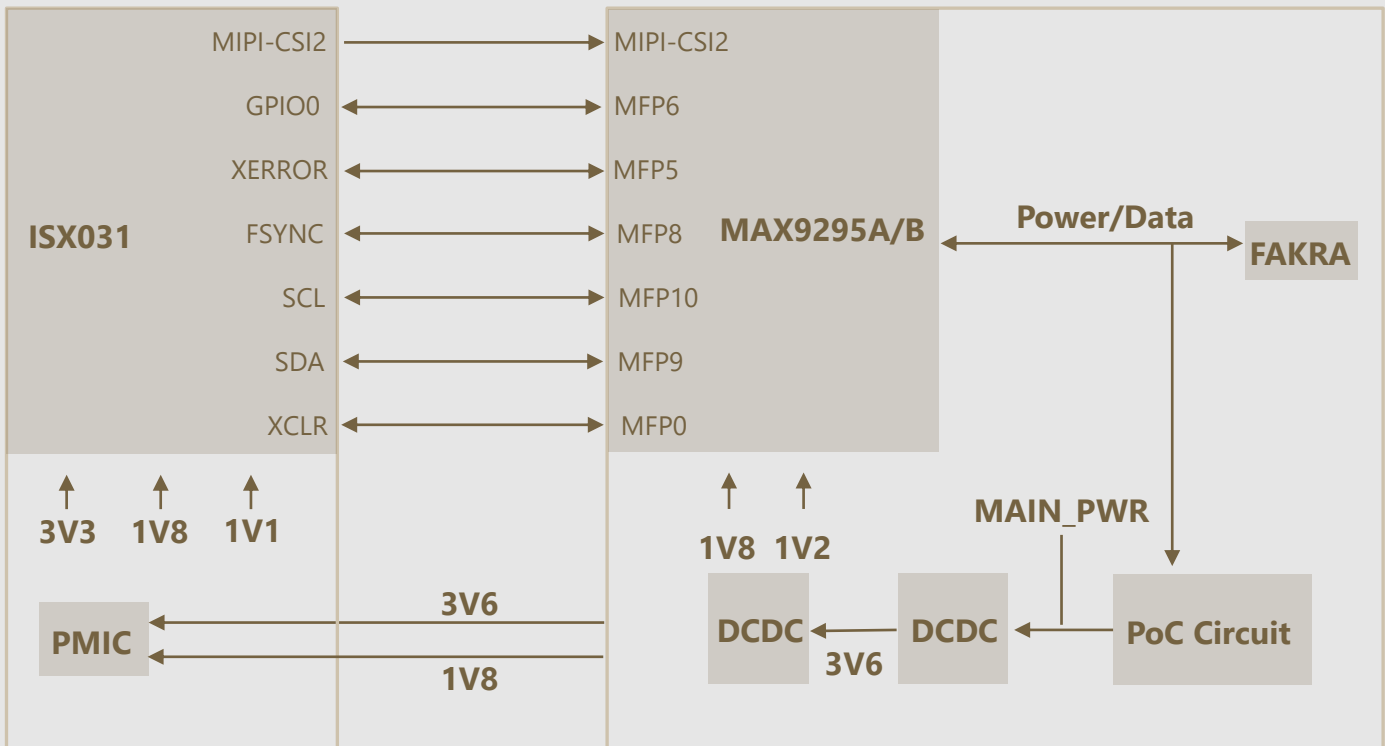 MIPI-CSI2
MIPI-CSI2
GPIO0
MFP6
XERROR
MFP5
ISX031
FSYNC
MFP8
MAX9295A/B
Power/Data
FAKRA
SCL
MFP10
SDA
MFP9
XCLR
MFP0
3V3
1V8
1V1
1V8
1V2
MAIN_PWR
PMIC
3V6
1V8
DCDC
3V6
DCDC
PoC Circuit